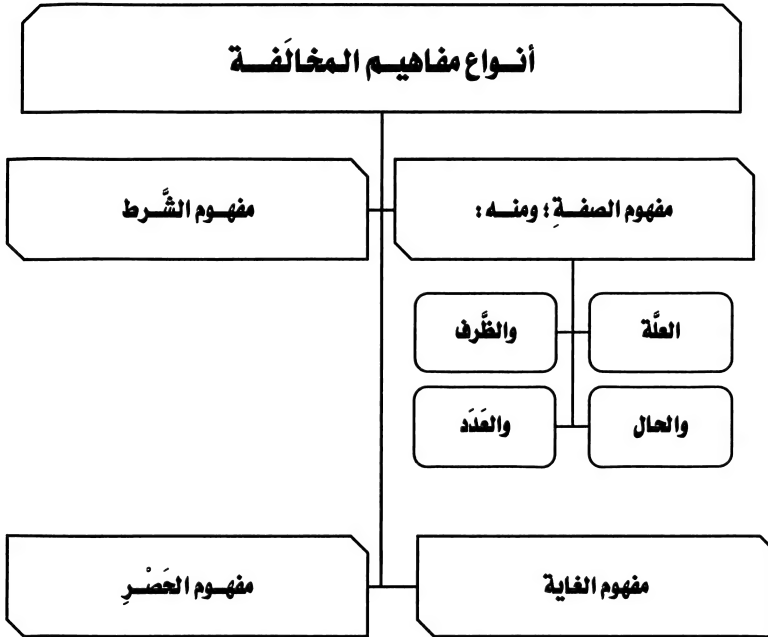 أنواع مفاهيم المخالَفة
مفهوم الصفةِ؛ ومنه:
مفهوم الشَّرط
العلَّة
والظَّرف
والحال
والعَدَد
مفهوم الغاية
مفهوم الحَصْرِ